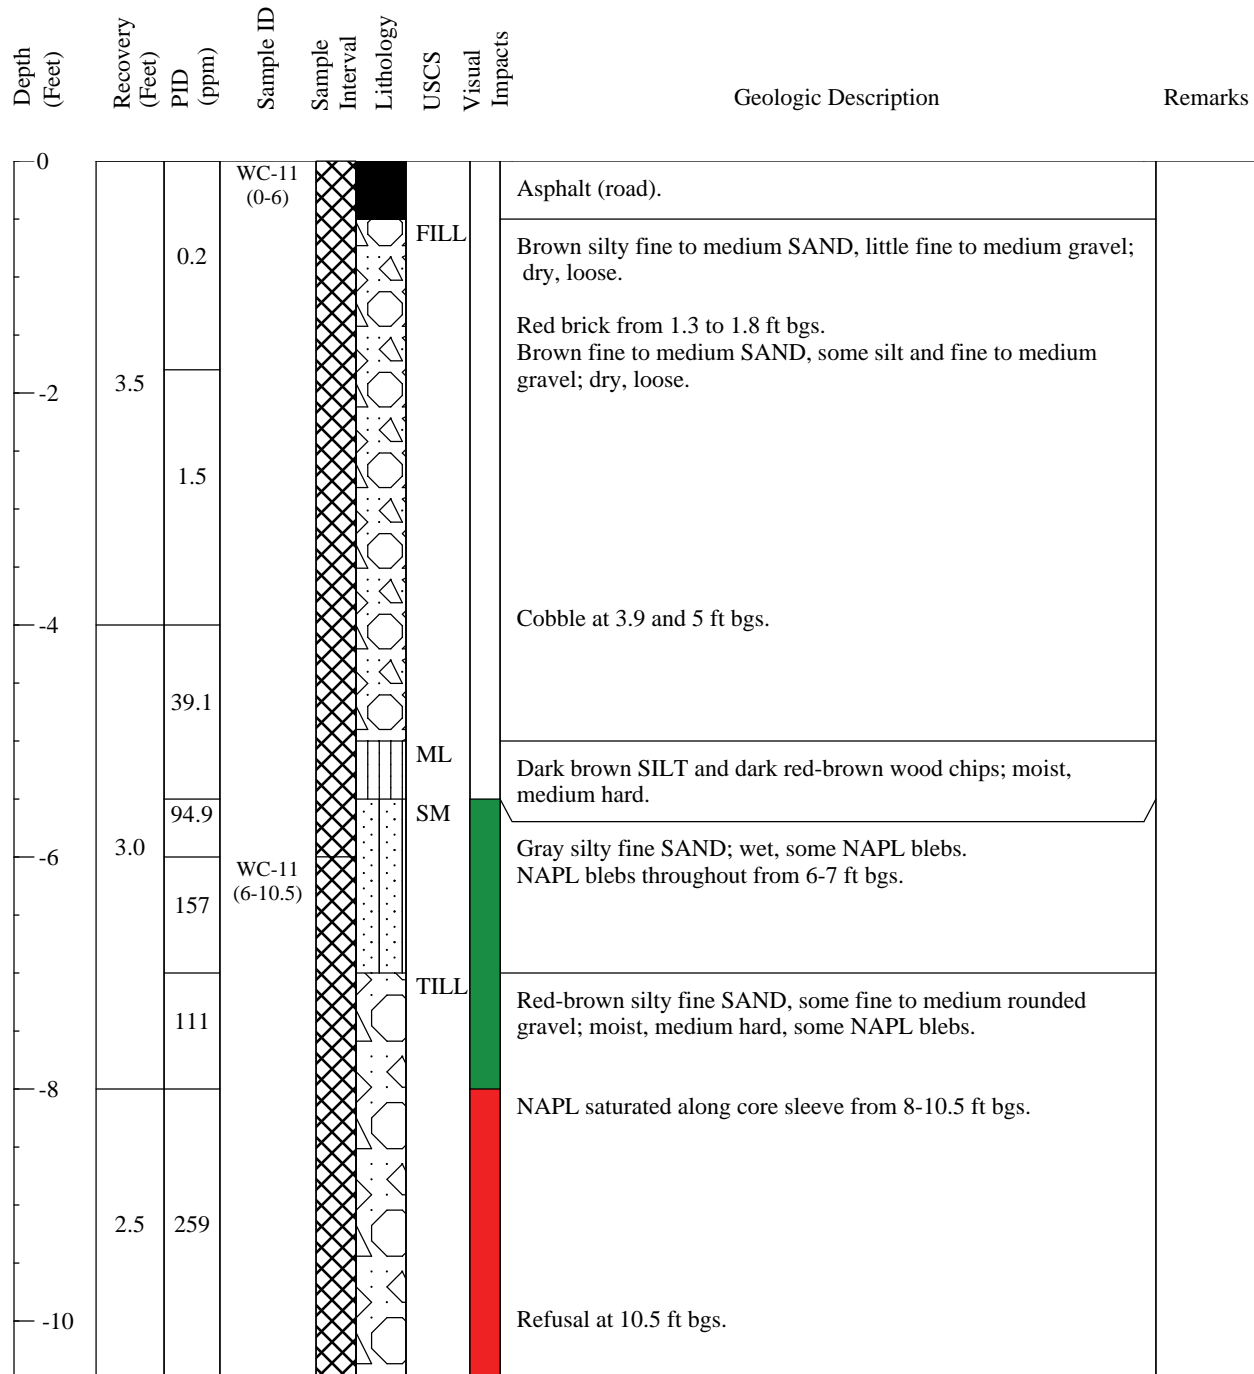 Depth
(Feet)
Recovery
(Feet)
PID
(ppm)
Sample ID
Sample
Interval
Lithology
USCS
Visual
Impacts
Geologic Description
Remarks
0
WC-11
(0-6)
Asphalt (road).
FILL
Brown silty fine to medium SAND, little fine to medium gravel;
dry, loose.
0.2
Red brick from 1.3 to 1.8 ft bgs.
Brown fine to medium SAND, some silt and fine to medium
gravel; dry, loose.
3.5
-2
1.5
Cobble at 3.9 and 5 ft bgs.
-4
39.1
ML
Dark brown SILT and dark red-brown wood chips; moist,
medium hard.
94.9
SM
3.0
Gray silty fine SAND; wet, some NAPL blebs.
-6
WC-11
(6-10.5)
NAPL blebs throughout from 6-7 ft bgs.
157
TILL
Red-brown silty fine SAND, some fine to medium rounded
gravel; moist, medium hard, some NAPL blebs.
111
-8
NAPL saturated along core sleeve from 8-10.5 ft bgs.
2.5
259
-10
Refusal at 10.5 ft bgs.